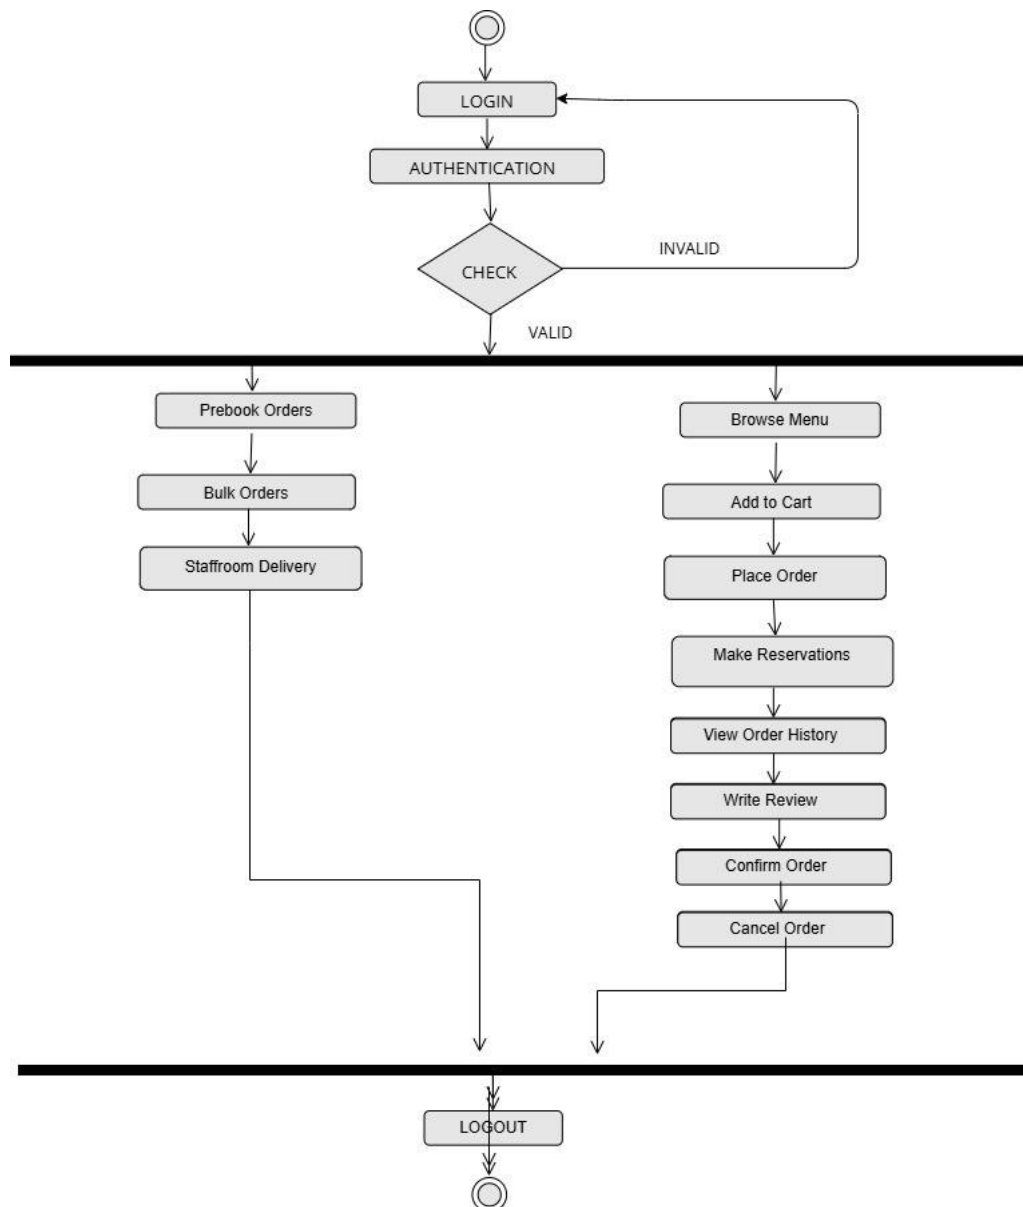 LOGIN
AUTHENTICATION
INVALID
CHECK
VALID
Prebook Orders
Bulk Orders
Staffroom Delivery
Browse Menu
Add to Cart
Place Order
Make Reservations
View Order History
Write Review
Confirm Order
Cancel Order
LOGOUT